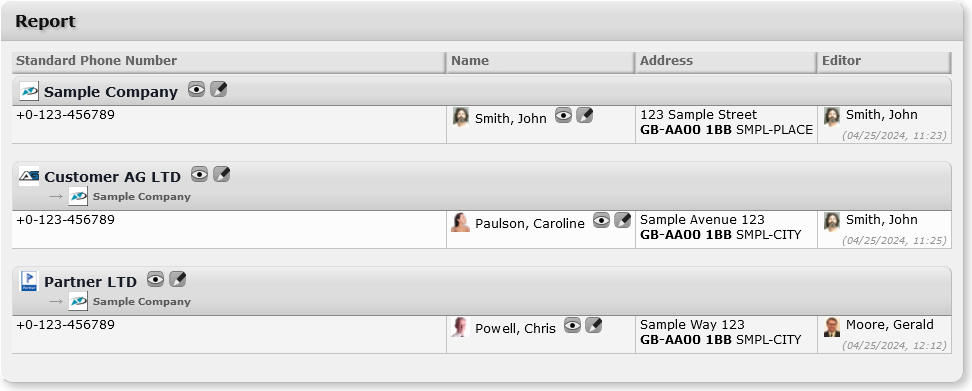 Report
Standard Phone Number Name Address Editor
Sample Company
+0-123-456789 Smith, John 123 Sample Street Smith, John
GB-AA00 1BB SMPL-PLACE (04/25/2024, 11:23)
Customer AG LTD
→ Sample Company
+0-123-456789 Paulson, Caroline Sample Avenue 123 Smith, John
GB-AA00 1BB SMPL-CITY (04/25/2024, 11:25)
Partner LTD
→ Sample Company
+0-123-456789 Powell, Chris Sample Way 123 Moore, Gerald
GB-AA00 1BB SMPL-CITY (04/25/2024, 12:12)